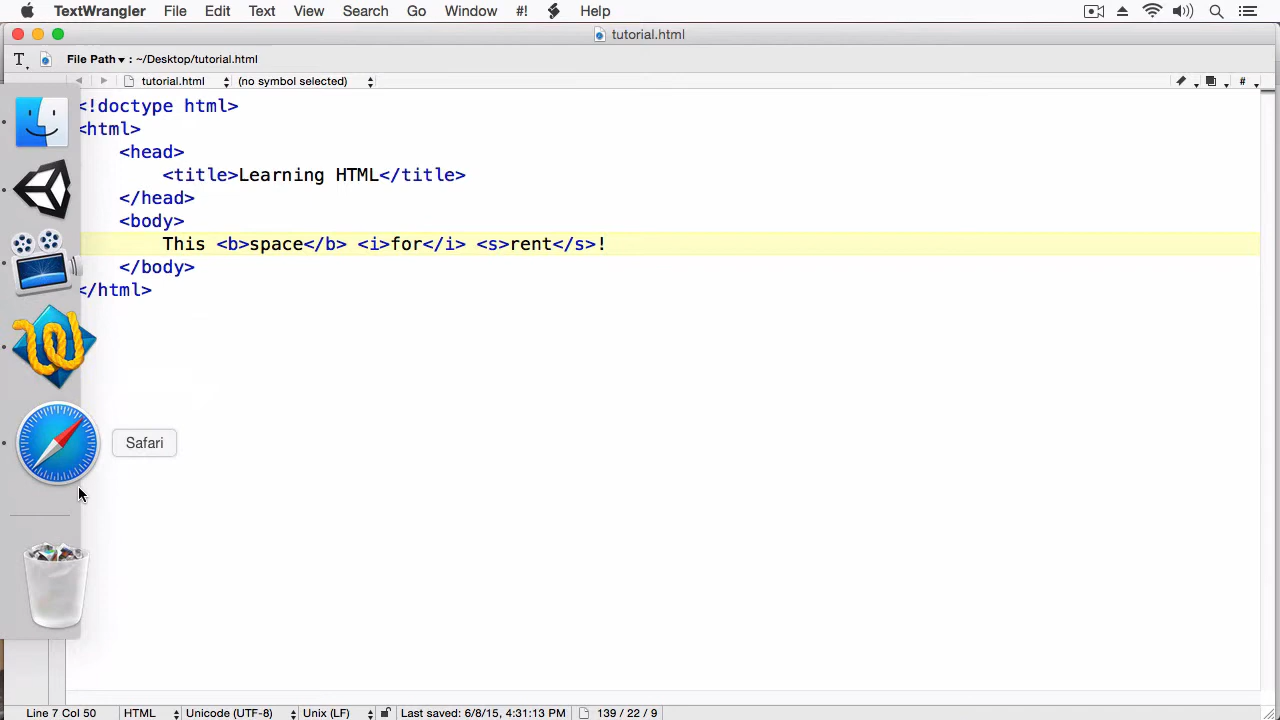 TextWrangler File Edit Text View Search Go Window #! Help
tutorial.html
T File Path ▾ : ~/Desktop/tutorial.html
tutorial.html (no symbol selected) #
<!doctype html>
<html>
<head>
<title>Learning HTML</title>
</head>
<body>
This <b>space</b> <i>for</i> <s>rent</s>!
</body>
</html>
Safari
Line 7 Col 50 HTML Unicode (UTF-8) Unix (LF) Last saved: 6/8/15, 4:31:13 PM 139 / 22 / 9